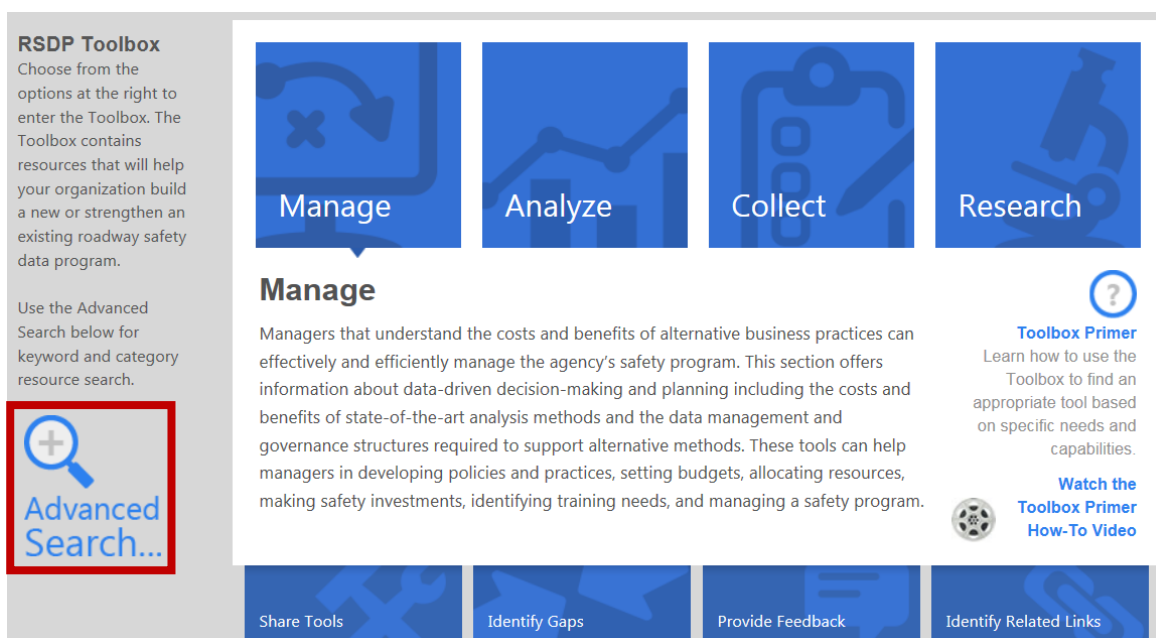 RSDP Toolbox
Choose from the
options at the right to
enter the Toolbox. The
Toolbox contains
resources that will help
your organization build
a new or strengthen an
existing roadway safety
data program.
Use the Advanced
Search below for
keyword and category
resource search.
Advanced
Search...
Manage
Analyze
Collect
Research
Manage
Managers that understand the costs and benefits of alternative business practices can
effectively and efficiently manage the agency's safety program. This section offers
information about data-driven decision-making and planning including the costs and
benefits of state-of-the-art analysis methods and the data management and
governance structures required to support alternative methods. These tools can help
managers in developing policies and practices, setting budgets, allocating resources,
making safety investments, identifying training needs, and managing a safety program.
?
Toolbox Primer
Learn how to use the
Toolbox to find an
appropriate tool based
on specific needs and
capabilities.
Watch the
Toolbox Primer
How-To Video
Share Tools
Identify Gaps
Provide Feedback
Identify Related Links